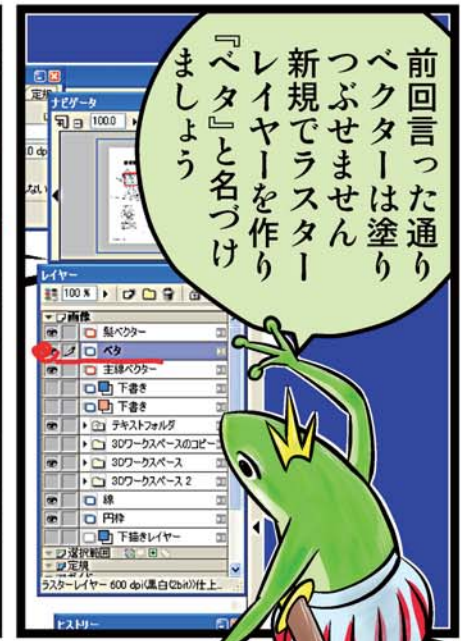 前回言った通り
ベクターは塗り
つぶせません
新規でラスター
レイヤーを作り
『ベタ』と名づけ
ましょう
定規
ナビゲータ
100.0
レイヤー
100 %
画像
髪ベクター
ベタ
主線ベクター
下書き
下書き
テキストフォルダ
3Dワークスペースのコピー
3Dワークスペース
3Dワークスペース 2
線
円枠
下描きレイヤー
選択範囲
定規
ラスターレイヤー 600 dpi(黒白(2bit))仕上...
ヒストリー